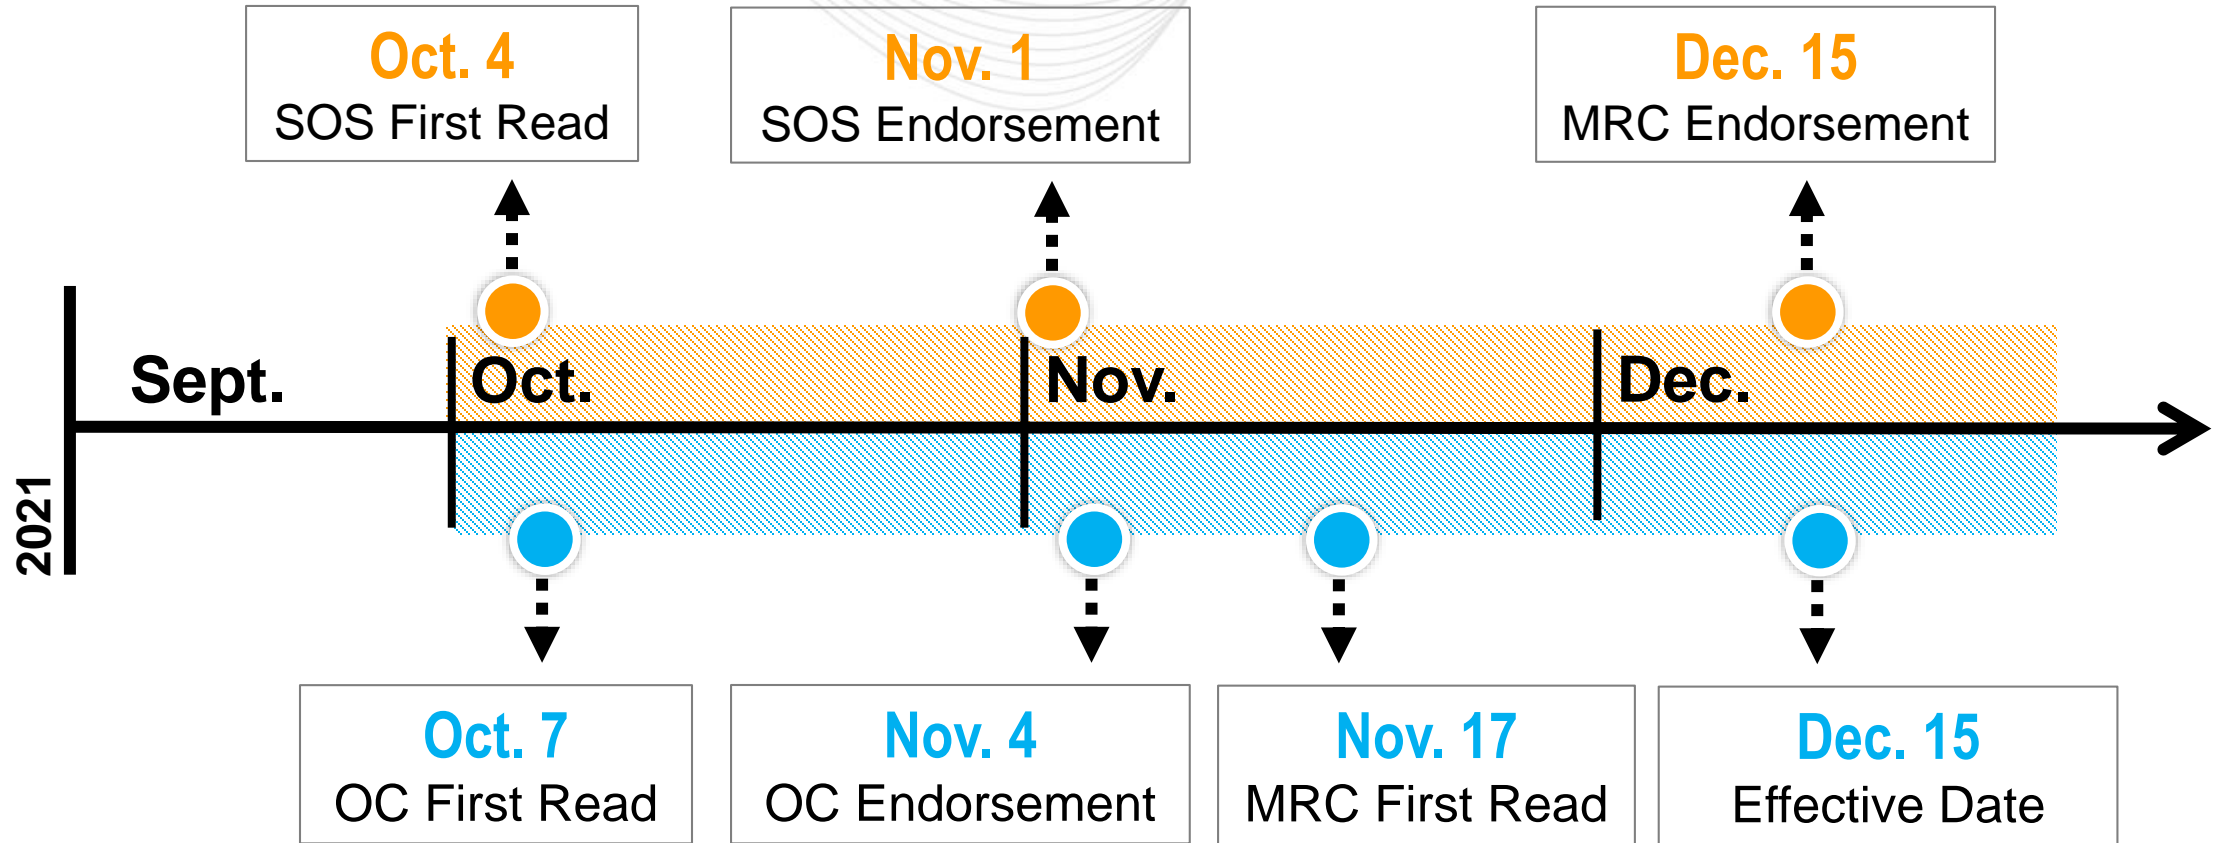 Oct. 4
SOS First Read
Nov. 1
SOS Endorsement
Dec. 15
MRC Endorsement
Sept.
Oct.
Nov.
Dec.
2021
Oct. 7
OC First Read
Nov. 4
OC Endorsement
Nov. 17
MRC First Read
Dec. 15
Effective Date